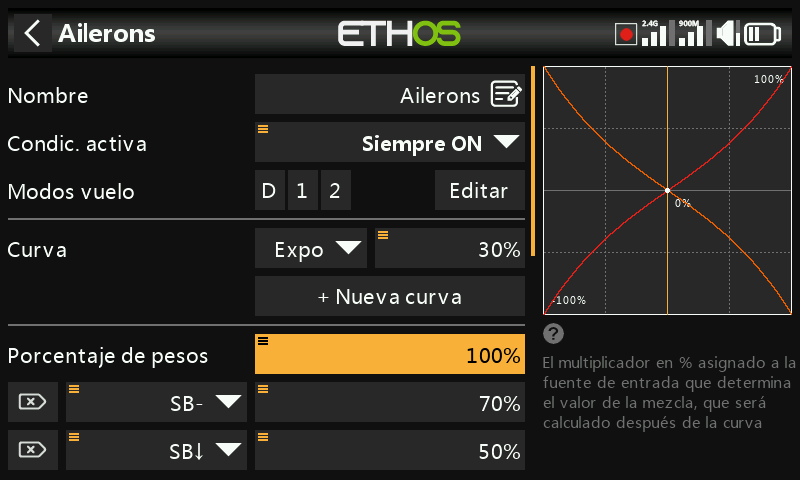 Ailerons
ETHOS
2.4G
900M
Nombre
Ailerons
Condic. activa
Siempre ON
Modos vuelo
D 1 2
Editar
Curva
Expo
30%
+ Nueva curva
Porcentaje de pesos
100%
SB-
70%
SB↓
50%
100%
0%
-100%
?
El multiplicador en % asignado a la
fuente de entrada que determina
el valor de la mezcla, que será
calculado después de la curva